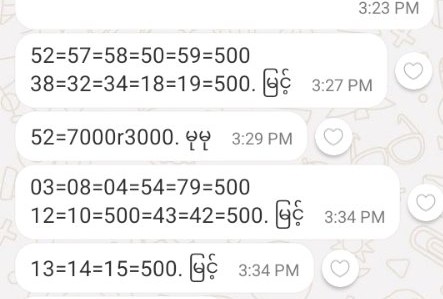 3:23 PM
52=57=58=50=59=500
38=32=34=18=19=500. မြင့် 3:27 PM
52=7000r3000. မူမူ 3:29 PM
03=08=04=54=79=500
12=10=500=43=42=500. မြင့် 3:34 PM
13=14=15=500. မြင့် 3:34 PM